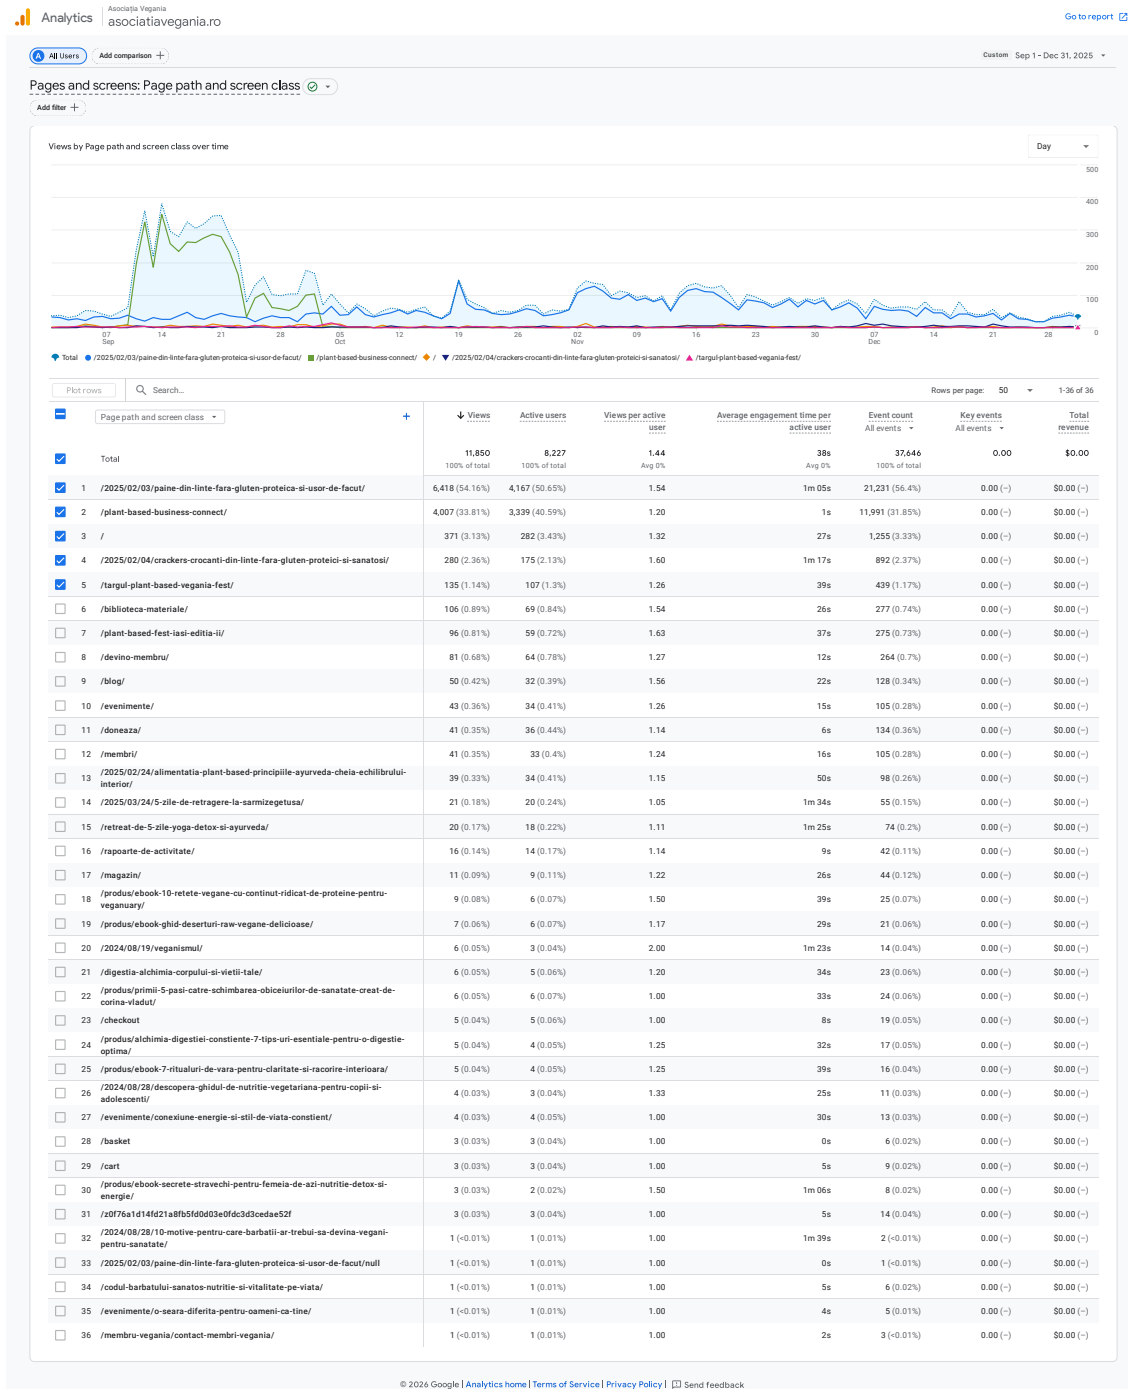 Analytics
Asociația Vegania
asociatiavegania.ro
Go to report
A All Users
Add comparison
Custom Sep 1 - Dec 31, 2025
Pages and screens: Page path and screen class
Add filter
Views by Page path and screen class over time
Day
500
400
300
200
100
0
07 14 21 28 05 12 19 26 02 09 16 23 30 07 14 21 28
Sep Oct Nov Dec
Total /2025/02/03/paine-din-linte-fara-gluten-proteica-si-usor-de-facut/ /plant-based-business-connect/ / /2025/02/04/crackers-crocanti-din-linte-fara-gluten-proteici-si-sanatosi/ /targul-plant-based-vegania-fest/
Plot rows Search... Rows per page: 50 1-36 of 36
Page path and screen class + Views Active users Views per active user Average engagement time per active user Event count All events Key events All events Total revenue
Total 11,850 8,227 1.44 38s 37,646 0.00 $0.00
100% of total 100% of total Avg 0% Avg 0% 100% of total
1 /2025/02/03/paine-din-linte-fara-gluten-proteica-si-usor-de-facut/ 6,418 (54.16%) 4,167 (50.65%) 1.54 1m 05s 21,231 (56.4%) 0.00 (–) $0.00 (–)
2 /plant-based-business-connect/ 4,007 (33.81%) 3,339 (40.59%) 1.20 1s 11,991 (31.85%) 0.00 (–) $0.00 (–)
3 / 371 (3.13%) 282 (3.43%) 1.32 27s 1,255 (3.33%) 0.00 (–) $0.00 (–)
4 /2025/02/04/crackers-crocanti-din-linte-fara-gluten-proteici-si-sanatosi/ 280 (2.36%) 175 (2.13%) 1.60 1m 17s 892 (2.37%) 0.00 (–) $0.00 (–)
5 /targul-plant-based-vegania-fest/ 135 (1.14%) 107 (1.3%) 1.26 39s 439 (1.17%) 0.00 (–) $0.00 (–)
6 /biblioteca-materiale/ 106 (0.89%) 69 (0.84%) 1.54 26s 277 (0.74%) 0.00 (–) $0.00 (–)
7 /plant-based-fest-iasi-editia-ii/ 96 (0.81%) 59 (0.72%) 1.63 37s 275 (0.73%) 0.00 (–) $0.00 (–)
8 /devino-membru/ 81 (0.68%) 64 (0.78%) 1.27 12s 264 (0.7%) 0.00 (–) $0.00 (–)
9 /blog/ 50 (0.42%) 32 (0.39%) 1.56 22s 128 (0.34%) 0.00 (–) $0.00 (–)
10 /evenimente/ 43 (0.36%) 34 (0.41%) 1.26 15s 105 (0.28%) 0.00 (–) $0.00 (–)
11 /doneaza/ 41 (0.35%) 36 (0.44%) 1.14 6s 134 (0.36%) 0.00 (–) $0.00 (–)
12 /membri/ 41 (0.35%) 33 (0.4%) 1.24 16s 105 (0.28%) 0.00 (–) $0.00 (–)
13 /2025/02/24/alimentatia-plant-based-principiile-ayurveda-cheia-echilibrului-
interior/ 39 (0.33%) 34 (0.41%) 1.15 50s 98 (0.26%) 0.00 (–) $0.00 (–)
14 /2025/03/24/5-zile-de-retragere-la-sarmizegetusa/ 21 (0.18%) 20 (0.24%) 1.05 1m 34s 55 (0.15%) 0.00 (–) $0.00 (–)
15 /retreat-de-5-zile-yoga-detox-si-ayurveda/ 20 (0.17%) 18 (0.22%) 1.11 1m 25s 74 (0.2%) 0.00 (–) $0.00 (–)
16 /rapoarte-de-activitate/ 16 (0.14%) 14 (0.17%) 1.14 9s 42 (0.11%) 0.00 (–) $0.00 (–)
17 /magazin/ 11 (0.09%) 9 (0.11%) 1.22 26s 44 (0.12%) 0.00 (–) $0.00 (–)
18 /produs/ebook-10-retete-vegane-cu-continut-ridicat-de-proteine-pentru-
veganuary/ 9 (0.08%) 6 (0.07%) 1.50 39s 25 (0.07%) 0.00 (–) $0.00 (–)
19 /produs/ebook-ghid-deserturi-raw-vegane-delicioase/ 7 (0.06%) 6 (0.07%) 1.17 29s 21 (0.06%) 0.00 (–) $0.00 (–)
20 /2024/08/19/veganismul/ 6 (0.05%) 3 (0.04%) 2.00 1m 23s 14 (0.04%) 0.00 (–) $0.00 (–)
21 /digestia-alchimia-corpului-si-vietii-tale/ 6 (0.05%) 5 (0.06%) 1.20 34s 23 (0.06%) 0.00 (–) $0.00 (–)
22 /produs/primii-5-pasi-catre-schimbarea-obiceiurilor-de-sanatate-creat-de-
corina-vladut/ 6 (0.05%) 6 (0.07%) 1.00 33s 24 (0.06%) 0.00 (–) $0.00 (–)
23 /checkout 5 (0.04%) 5 (0.06%) 1.00 8s 19 (0.05%) 0.00 (–) $0.00 (–)
24 /produs/alchimia-digestiei-constiente-7-tips-uri-esentiale-pentru-o-digestie-
optima/ 5 (0.04%) 4 (0.05%) 1.25 32s 17 (0.05%) 0.00 (–) $0.00 (–)
25 /produs/ebook-7-ritualuri-de-vara-pentru-claritate-si-racorire-interioara/ 5 (0.04%) 4 (0.05%) 1.25 39s 16 (0.04%) 0.00 (–) $0.00 (–)
26 /2024/08/28/descopera-ghidul-de-nutritie-vegetariana-pentru-copii-si-
adolescenti/ 4 (0.03%) 3 (0.04%) 1.33 25s 11 (0.03%) 0.00 (–) $0.00 (–)
27 /evenimente/conexiune-energie-si-stil-de-viata-constient/ 4 (0.03%) 4 (0.05%) 1.00 30s 13 (0.03%) 0.00 (–) $0.00 (–)
28 /basket 3 (0.03%) 3 (0.04%) 1.00 0s 6 (0.02%) 0.00 (–) $0.00 (–)
29 /cart 3 (0.03%) 3 (0.04%) 1.00 5s 9 (0.02%) 0.00 (–) $0.00 (–)
30 /produs/ebook-secrete-stravechi-pentru-femeia-de-azi-nutritie-detox-si-
energie/ 3 (0.03%) 2 (0.02%) 1.50 1m 06s 8 (0.02%) 0.00 (–) $0.00 (–)
31 /z0f76a1d14fd21a8fb5fd0d03e0fdc3d3cedae52f 3 (0.03%) 3 (0.04%) 1.00 5s 14 (0.04%) 0.00 (–) $0.00 (–)
32 /2024/08/28/10-motive-pentru-care-barbatii-ar-trebui-sa-devina-vegani-
pentru-sanatate/ 1 (<0.01%) 1 (0.01%) 1.00 1m 39s 2 (<0.01%) 0.00 (–) $0.00 (–)
33 /2025/02/03/paine-din-linte-fara-gluten-proteica-si-usor-de-facut/null 1 (<0.01%) 1 (0.01%) 1.00 0s 1 (<0.01%) 0.00 (–) $0.00 (–)
34 /codul-barbatului-sanatos-nutritie-si-vitalitate-pe-viata/ 1 (<0.01%) 1 (0.01%) 1.00 5s 6 (0.02%) 0.00 (–) $0.00 (–)
35 /evenimente/o-seara-diferita-pentru-oameni-ca-tine/ 1 (<0.01%) 1 (0.01%) 1.00 4s 5 (0.01%) 0.00 (–) $0.00 (–)
36 /membru-vegania/contact-membri-vegania/ 1 (<0.01%) 1 (0.01%) 1.00 2s 3 (<0.01%) 0.00 (–) $0.00 (–)
© 2026 Google | Analytics home | Terms of Service | Privacy Policy | Send feedback